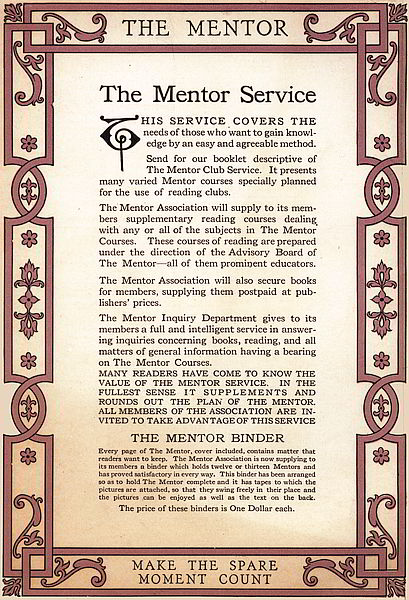 THE MENTOR
The Mentor Service
THIS SERVICE COVERS THE
needs of those who want to gain knowl-
edge by an easy and agreeable method.
Send for our booklet descriptive of
The Mentor Club Service. It presents
many varied Mentor courses specially planned
for the use of reading clubs.
The Mentor Association will supply to its mem-
bers supplementary reading courses dealing
with any or all of the subjects in The Mentor
Courses. These courses of reading are prepared
under the direction of the Advisory Board of
The Mentor—all of them prominent educators.
The Mentor Association will also secure books
for members, supplying them postpaid at pub-
lishers' prices.
The Mentor Inquiry Department gives to its
members a full and intelligent service in answer-
ing inquiries concerning books, reading, and all
matters of general information having a bearing
on The Mentor Courses.
MANY READERS HAVE COME TO KNOW THE
VALUE OF THE MENTOR SERVICE. IN THE
FULLEST SENSE IT SUPPLEMENTS AND
ROUNDS OUT THE PLAN OF THE MENTOR.
ALL MEMBERS OF THE ASSOCIATION ARE IN-
VITED TO TAKE ADVANTAGE OF THIS SERVICE
THE MENTOR BINDER
Every page of The Mentor, cover included, contains matter that
readers want to keep. The Mentor Association is now supplying to
its members a binder which holds twelve or thirteen Mentors and
has proved satisfactory in every way. This binder has been arranged
so as to hold The Mentor complete and it has tapes to which the
pictures are attached, so that they swing freely in their place and
the pictures can be enjoyed as well as the text on the back.
The price of these binders is One Dollar each.
MAKE THE SPARE
MOMENT COUNT